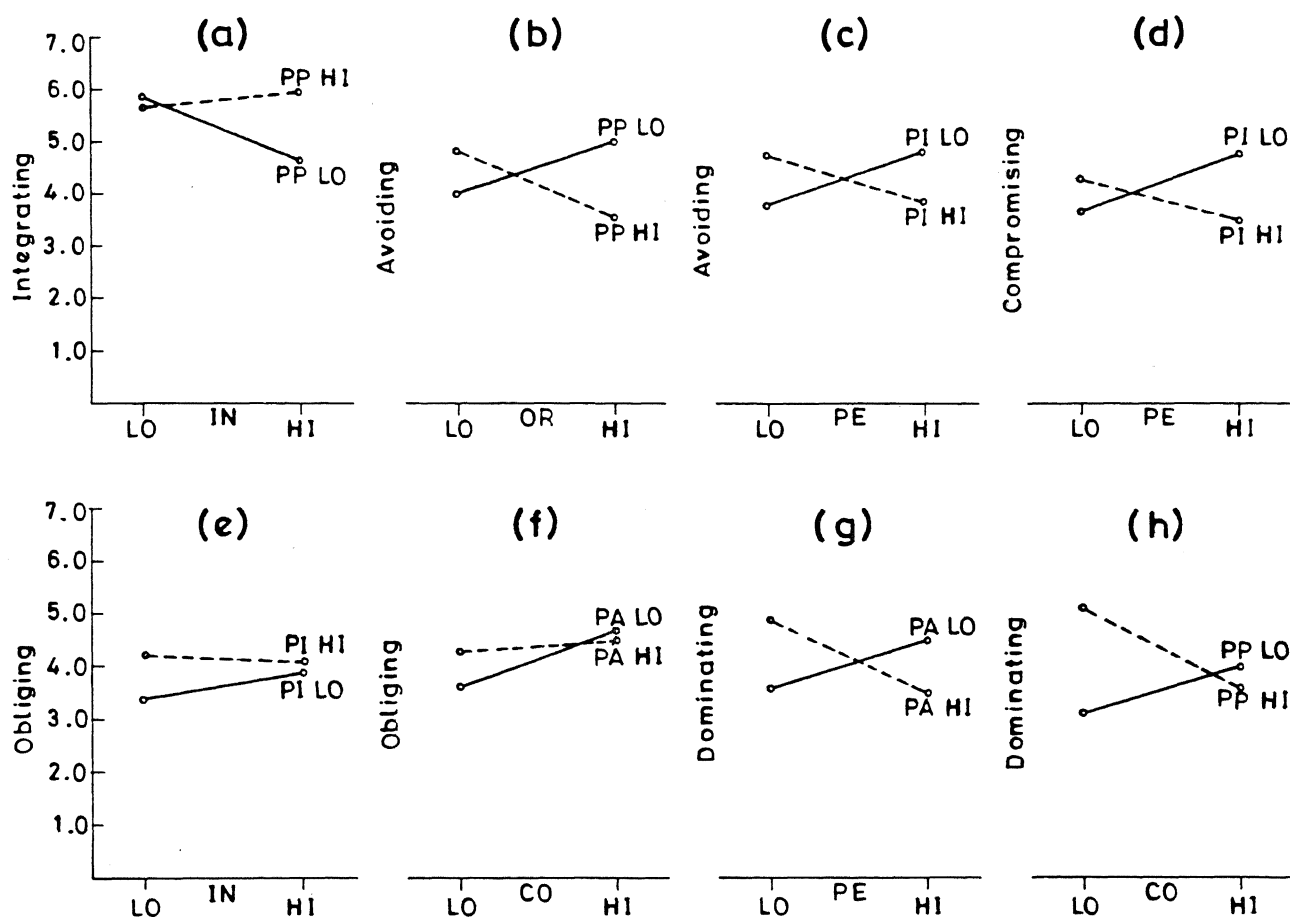 (a) (b) (c) (d)
7.0
6.0
5.0
4.0
3.0
2.0
1.0
Integrating
PP HI
PP LO
LO IN HI
Avoiding
PP LO
PP HI
LO OR HI
Avoiding
PI LO
PI HI
LO PE HI
Compromising
PI LO
PI HI
LO PE HI
(e) (f) (g) (h)
7.0
6.0
5.0
4.0
3.0
2.0
1.0
Obliging
PI HI
PI LO
LO IN HI
Obliging
PA LO
PA HI
LO CO HI
Dominating
PA LO
PA HI
LO PE HI
Dominating
PP LO
PP HI
LO CO HI